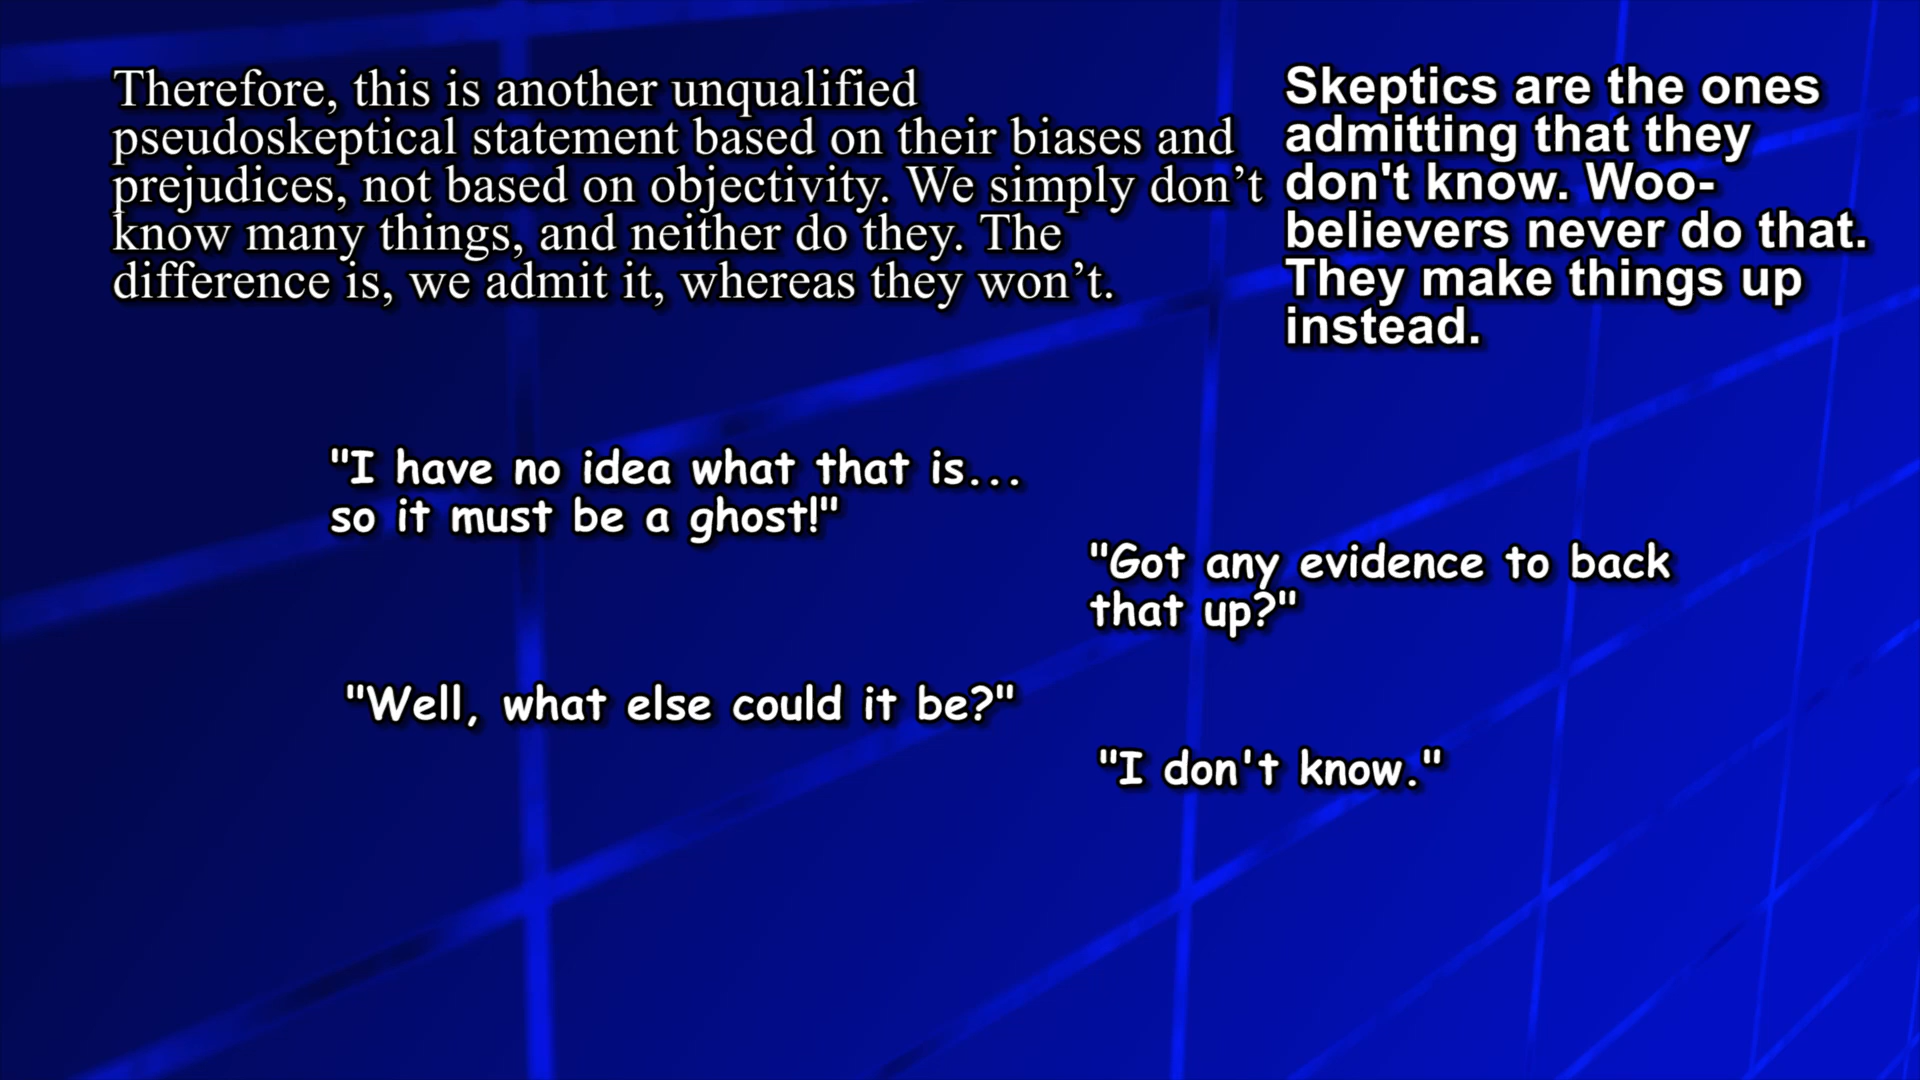 Therefore, this is another unqualified
pseudoskeptical statement based on their biases and
prejudices, not based on objectivity. We simply don’t
know many things, and neither do they. The
difference is, we admit it, whereas they won’t.
Skeptics are the ones
admitting that they
don't know. Woo-
believers never do that.
They make things up
instead.
"I have no idea what that is...
so it must be a ghost!"
"Got any evidence to back
that up?"
"Well, what else could it be?"
"I don't know."